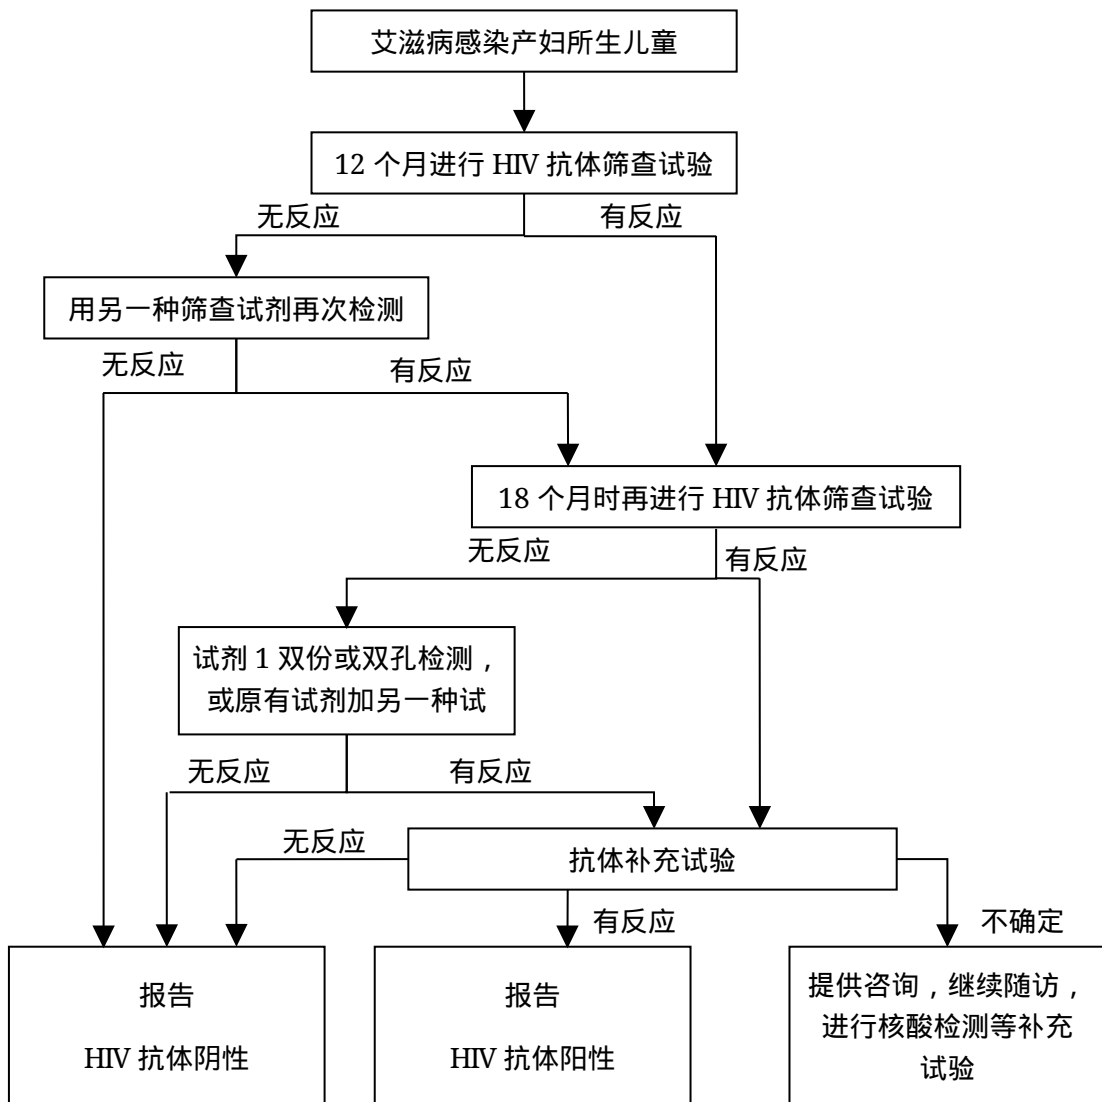 艾滋病感染产妇所生儿童
12 个月进行 HIV 抗体筛查试验
无反应
有反应
用另一种筛查试剂再次检测
无反应
有反应
18 个月时再进行 HIV 抗体筛查试验
无反应
有反应
试剂 1 双份或双孔检测，
或原有试剂加另一种试
无反应
有反应
无反应
抗体补充试验
有反应
不确定
报告
HIV 抗体阴性
报告
HIV 抗体阳性
提供咨询，继续随访，
进行核酸检测等补充
试验